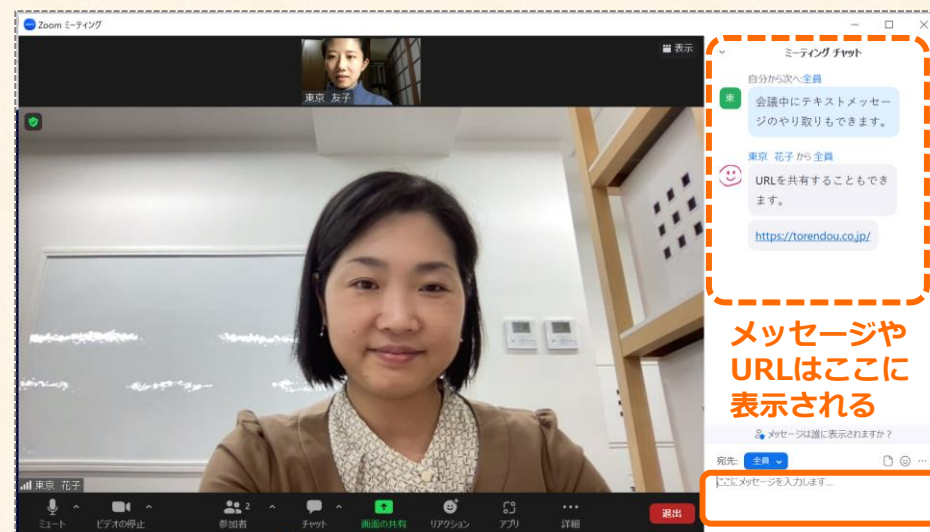 Zoom ミーティング
表示
東京 友子
東京 花子
ミュート
ビデオの停止
2
参加者
チャット
画面の共有
リアクション
アプリ
詳細
退出
ミーティング チャット
自分から次へ:全員
東
会議中にテキストメッセー
ジのやり取りもできます。
東京 花子 から 全員
URLを共有することもでき
ます。
https://torendou.co.jp/
メッセージや
URLはここに
表示される
メッセージは誰に表示されますか?
宛先: 全員
ここにメッセージを入力します...